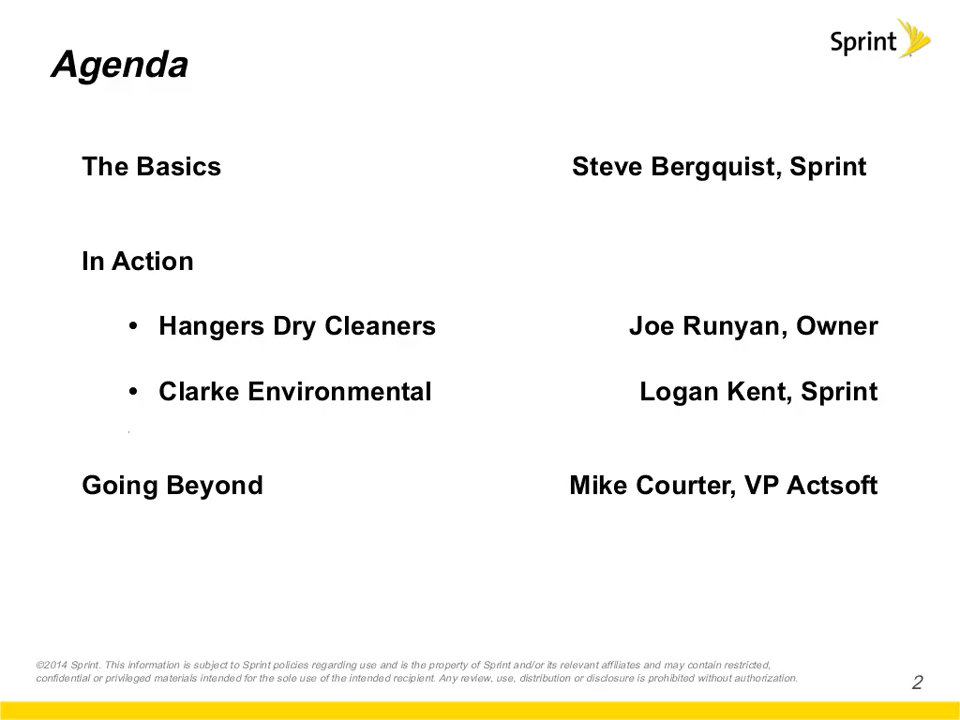 Sprint
Agenda
The Basics Steve Bergquist, Sprint
In Action
• Hangers Dry Cleaners Joe Runyan, Owner
• Clarke Environmental Logan Kent, Sprint
Going Beyond Mike Courter, VP Actsoft
©2014 Sprint. This information is subject to Sprint policies regarding use and is the property of Sprint and/or its relevant affiliates and may contain restricted,
confidential or privileged materials intended for the sole use of the intended recipient. Any review, use, distribution or disclosure is prohibited without authorization.
2